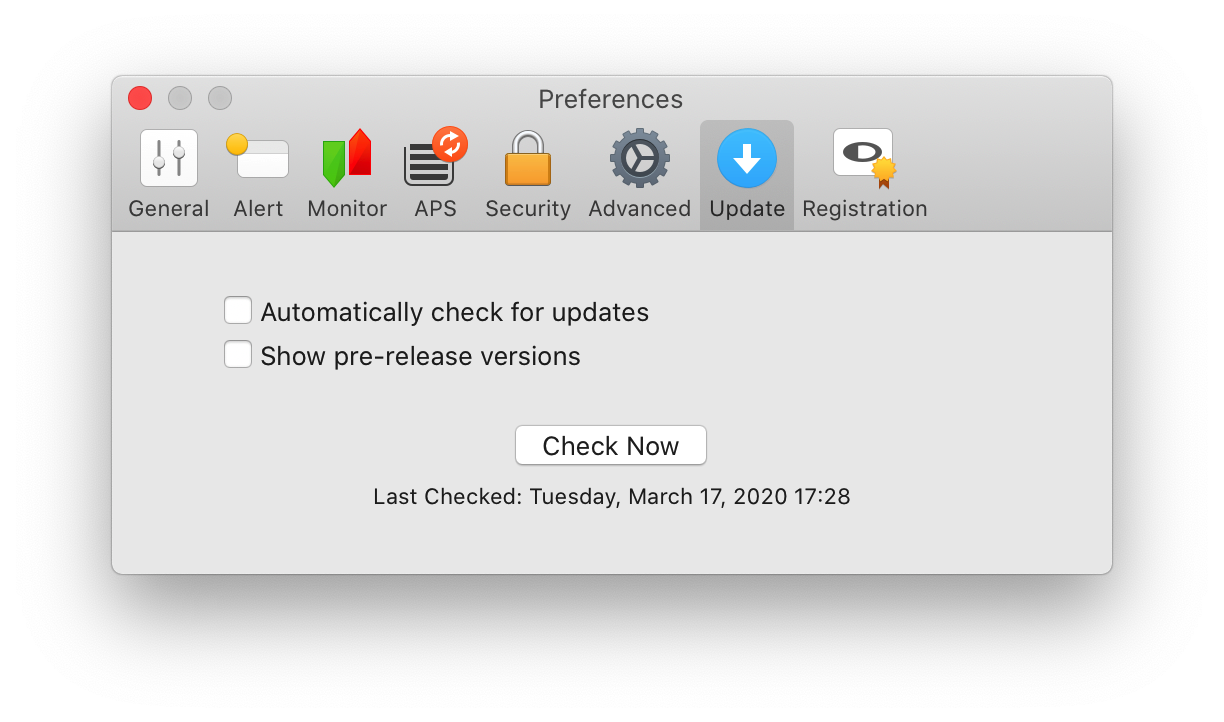 Preferences
General Alert Monitor APS Security Advanced Update Registration
Automatically check for updates
Show pre-release versions
Check Now
Last Checked: Tuesday, March 17, 2020 17:28